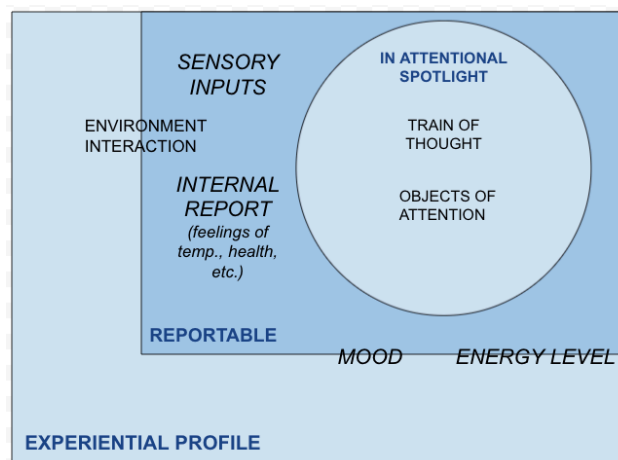 SENSORY
INPUTS
IN ATTENTIONAL
SPOTLIGHT
ENVIRONMENT
INTERACTION
TRAIN OF
THOUGHT
INTERNAL
REPORT
(feelings of
temp., health,
etc.)
OBJECTS OF
ATTENTION
REPORTABLE
MOOD
ENERGY LEVEL
EXPERIENTIAL PROFILE